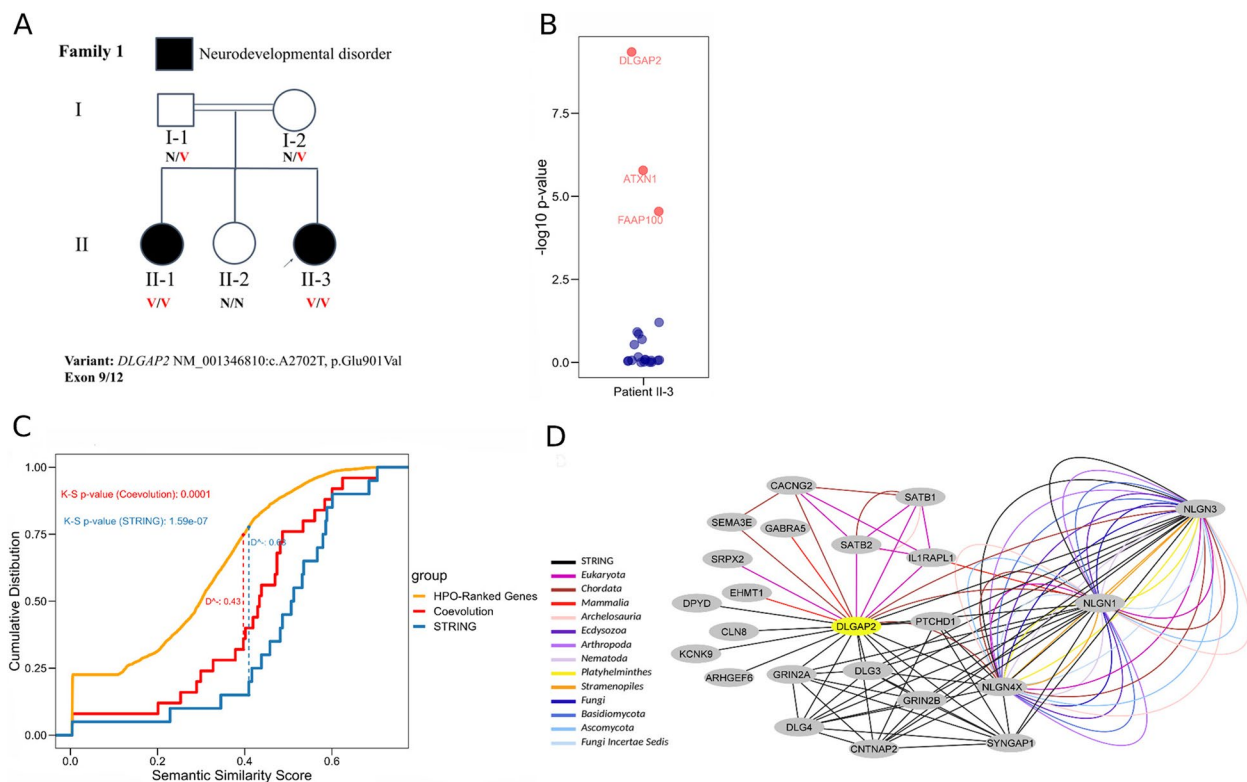 A
Family 1
Neurodevelopmental disorder
I
I-1
I-2
N/V
N/V
II
II-1
II-2
II-3
V/V
N/N
V/V
Variant: DLGAP2 NM_001346810:c.A2702T, p.Glu901Val
Exon 9/12
B
-log10 p-value
7.5
5.0
2.5
0.0
DLGAP2
ATXN1
FAAP100
Patient II-3
C
Cumulative Distribution
1.00
0.75
0.50
0.25
0.00
K-S p-value (Coevolution): 0.0001
K-S p-value (STRING): 1.59e-07
D^-: 0.63
D^-: 0.43
0.0
0.2
0.4
0.6
Semantic Similarity Score
group
HPO-Ranked Genes
Coevolution
STRING
D
D
STRING
Eukaryota
Chordata
Mammalia
Archelosauria
Ecdysozoa
Arthropoda
Nematoda
Platyhelminthes
Stramenopiles
Fungi
Basidiomycota
Ascomycota
Fungi Incertae Sedis
CACNG2
SATB1
SEMA3E
GABRA5
NLGN3
SATB2
SRPX2
IL1RAPL1
EHMT1
DPYD
NLGN1
DLGAP2
PTCHD1
CLN8
KCNK9
DLG3
GRIN2A
ARHGEF6
NLGN4X
GRIN2B
DLG4
CNTNAP2
SYNGAP1